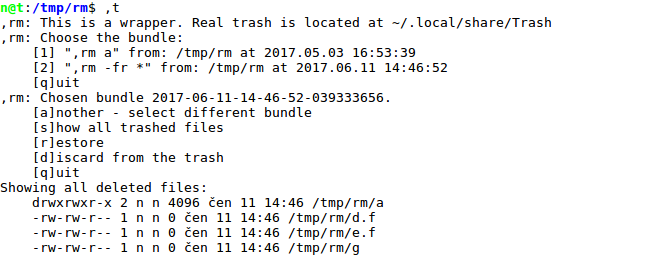 n@t:/tmp/rm$ ,t
,rm: This is a wrapper. Real trash is located at ~/.local/share/Trash
,rm: Choose the bundle:
    [1] ",rm a" from: /tmp/rm at 2017.05.03 16:53:39
    [2] ",rm -fr *" from: /tmp/rm at 2017.06.11 14:46:52
    [q]uit
,rm: Chosen bundle 2017-06-11-14-46-52-039333656.
    [a]nother - select different bundle
    [s]how all trashed files
    [r]estore
    [d]iscard from the trash
    [q]uit
Showing all deleted files:
    drwxrwxr-x 2 n n 4096 čen 11 14:46 /tmp/rm/a
    -rw-rw-r-- 1 n n 0 čen 11 14:46 /tmp/rm/d.f
    -rw-rw-r-- 1 n n 0 čen 11 14:46 /tmp/rm/e.f
    -rw-rw-r-- 1 n n 0 čen 11 14:46 /tmp/rm/g